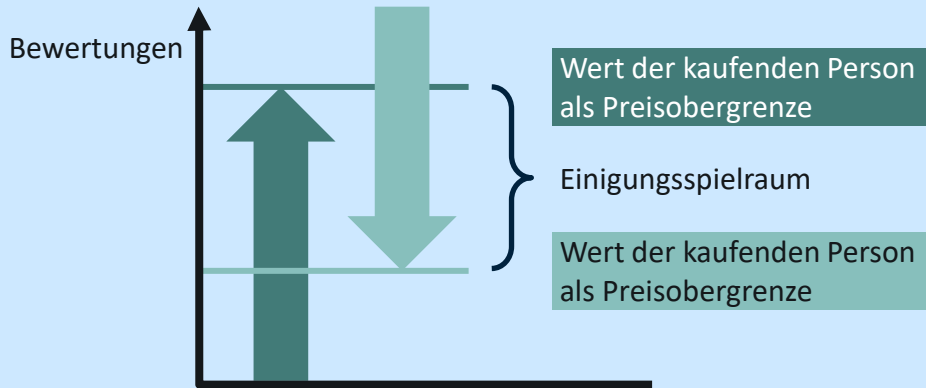 Bewertungen
Wert der kaufenden Person
als Preisobergrenze
Einigungsspielraum
Wert der kaufenden Person
als Preisobergrenze